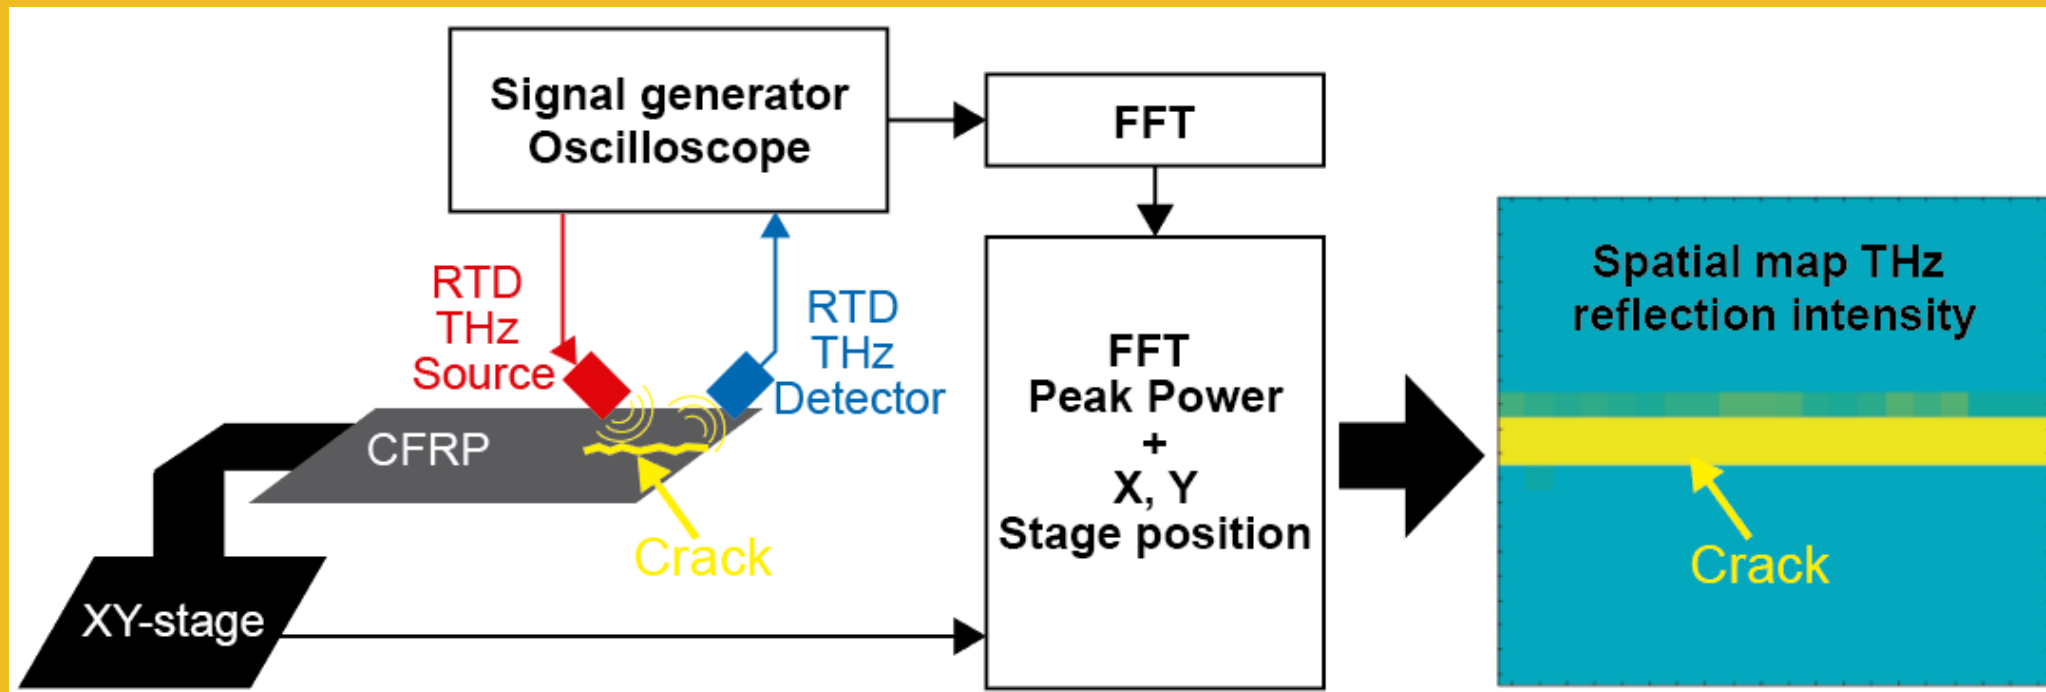 Signal generator
Oscilloscope
FFT
RTD
THz
Source
RTD
THz
Detector
CFRP
Crack
XY-stage
FFT
Peak Power
+
X, Y
Stage position
Spatial map THz
reflection intensity
Crack